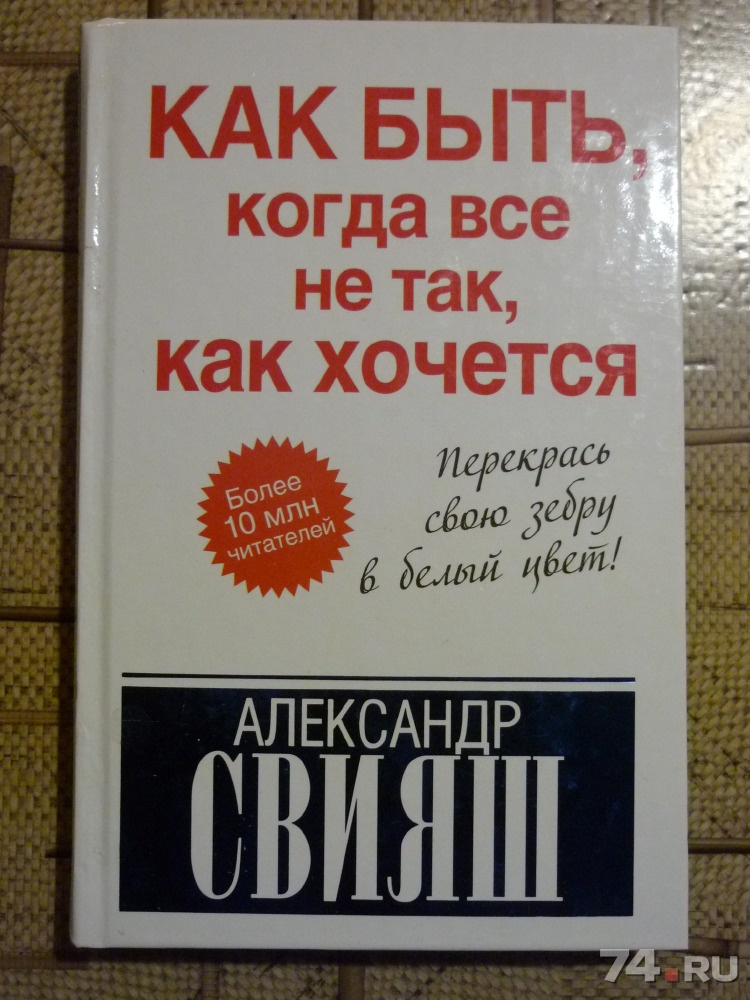 КАК БЫТЬ,
когда все
не так,
как хочется
Более
10 млн
читателей
Перекрась
свою зебру
в белый цвет!
АЛЕКСАНДР
СВИЯШ
74.RU